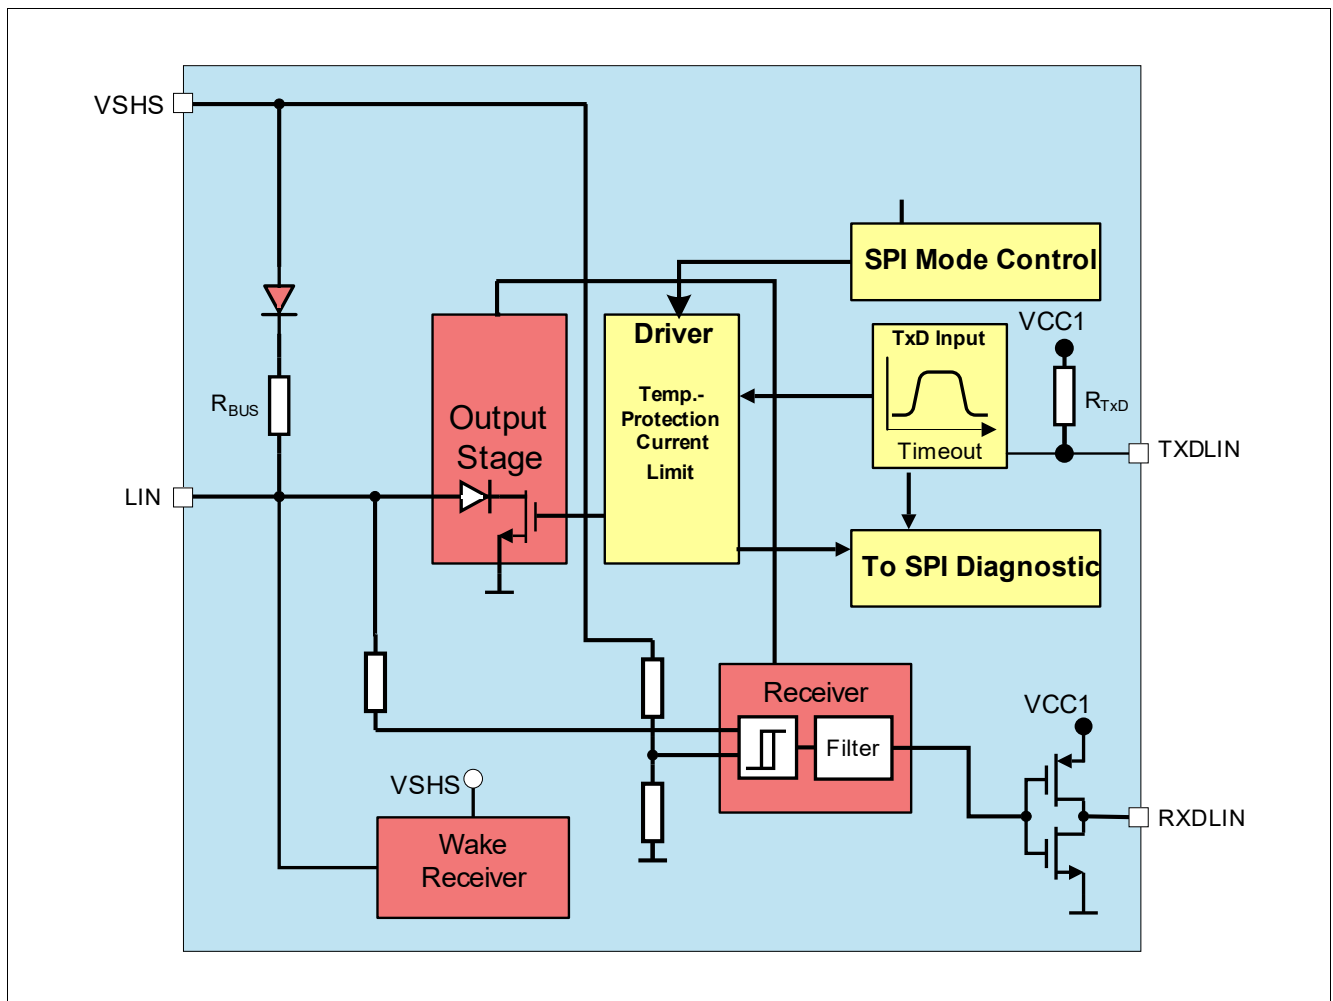 VSHS
SPI Mode Control
VCC1
Driver
TxD Input
Temp.-
Protection
Current
Limit
RBUS
RTxD
Output
Stage
Timeout
TXDLIN
LIN
To SPI Diagnostic
Receiver
VCC1
Filter
VSHS
RXDLIN
Wake
Receiver